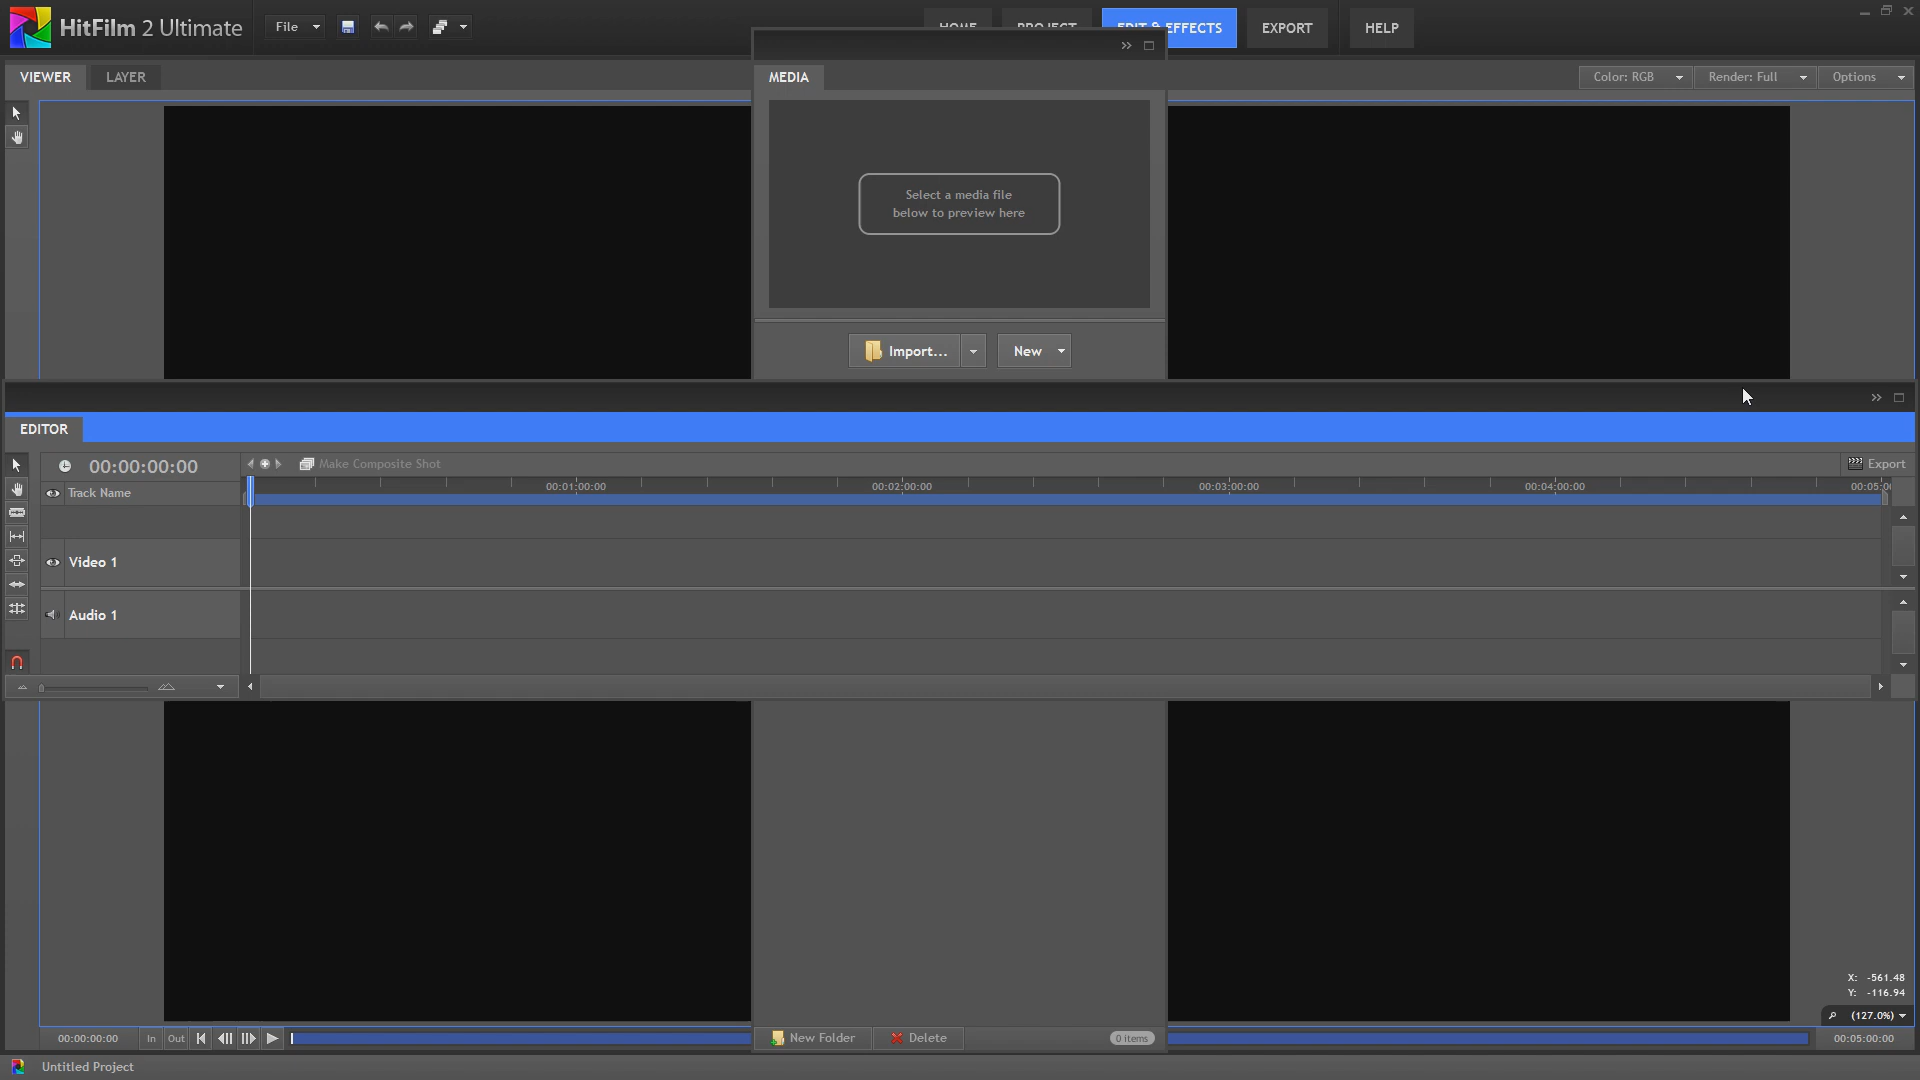 HitFilm 2 Ultimate
File
HOME
PROJECT
EDIT & EFFECTS
EXPORT
HELP
VIEWER
LAYER
MEDIA
Color: RGB
Render: Full
Options
Select a media file
below to preview here
Import...
New
EDITOR
00:00:00:00
Make Composite Shot
Export
Track Name
00:01:00:00
00:02:00:00
00:03:00:00
00:04:00:00
Video 1
Audio 1
X: -561.48
Y: -116.94
(127.0%)
00:00:00:00
In
Out
New Folder
Delete
0 items
00:05:00:00
Untitled Project